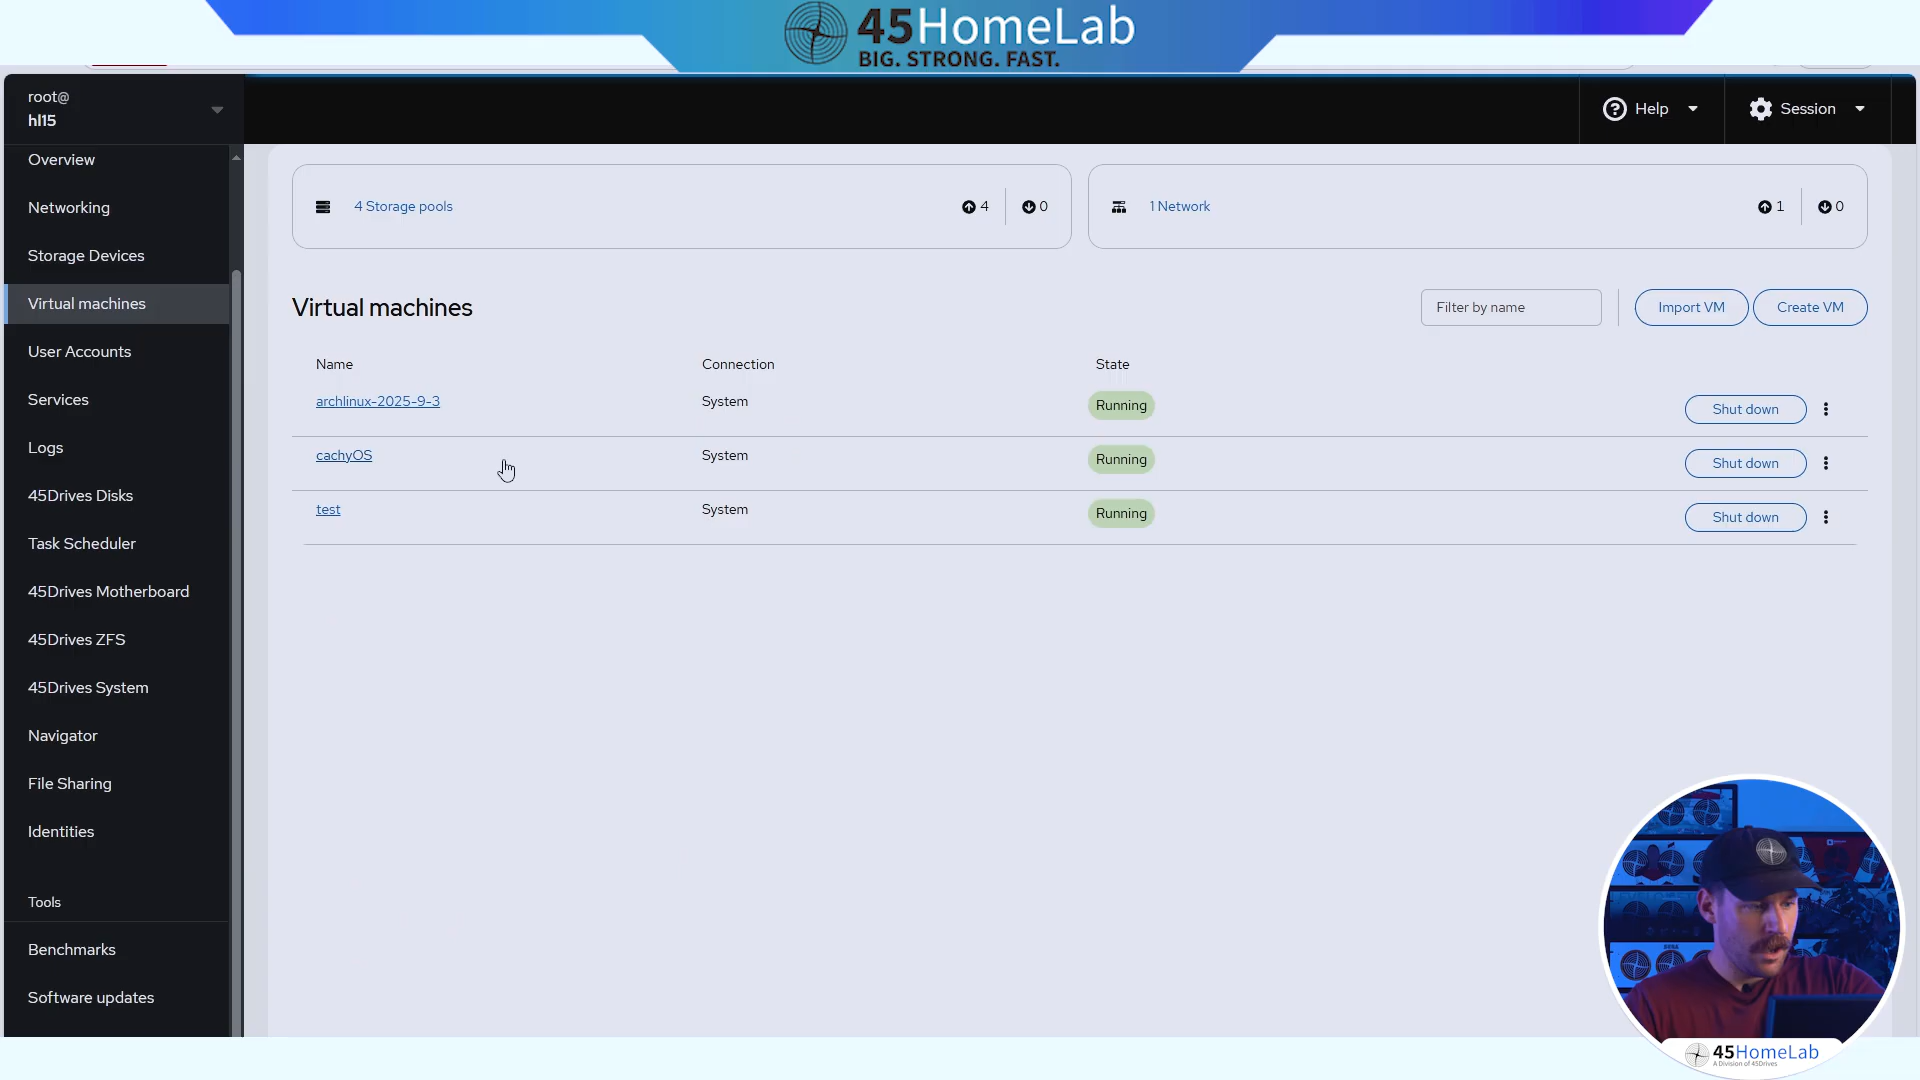 45HomeLab
BIG. STRONG. FAST.
root@
hl15
Help
Session
Overview
Networking
Storage Devices
Virtual machines
User Accounts
Services
Logs
45Drives Disks
Task Scheduler
45Drives Motherboard
45Drives ZFS
45Drives System
Navigator
File Sharing
Identities
Tools
Benchmarks
Software updates
4 Storage pools 4 0
1 Network 1 0
Virtual machines
Filter by name
Import VM
Create VM
Name Connection State
archlinux-2025-9-3 System Running Shut down
cachyOS System Running Shut down
test System Running Shut down
45HomeLab
A Division of 45Drives